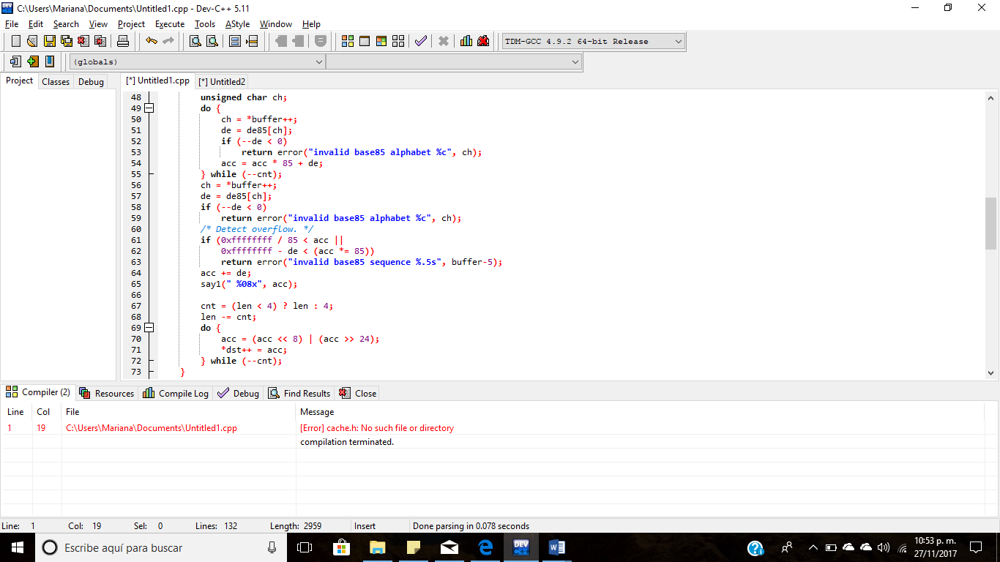 C:\Users\Mariana\Documents\Untitled1.cpp - Dev-C++ 5.11
File Edit Search View Project Execute Tools AStyle Window Help
TDM-GCC 4.9.2 64-bit Release
(globals)
Project Classes Debug [*] Untitled1.cpp [*] Untitled2
48 unsigned char ch;
49 do {
50 ch = *buffer++;
51 de = de85[ch];
52 if (--de < 0)
53 return error("invalid base85 alphabet %c", ch);
54 acc = acc * 85 + de;
55 } while (--cnt);
56 ch = *buffer++;
57 de = de85[ch];
58 if (--de < 0)
59 return error("invalid base85 alphabet %c", ch);
60 /* Detect overflow. */
61 if (0xffffffff / 85 < acc ||
62 0xffffffff - de < (acc *= 85))
63 return error("invalid base85 sequence %.5s", buffer-5);
64 acc += de;
65 say1(" %08x", acc);
66
67 cnt = (len < 4) ? len : 4;
68 len -= cnt;
69 do {
70 acc = (acc << 8) | (acc >> 24);
71 *dst++ = acc;
72 } while (--cnt);
73 }
Compiler (2) Resources Compile Log Debug Find Results Close
Line Col File Message
1 19 C:\Users\Mariana\Documents\Untitled1.cpp [Error] cache.h: No such file or directory
compilation terminated.
Line: 1 Col: 19 Sel: 0 Lines: 132 Length: 2959 Insert Done parsing in 0.078 seconds
Escribe aquí para buscar
10:53 p. m.
27/11/2017